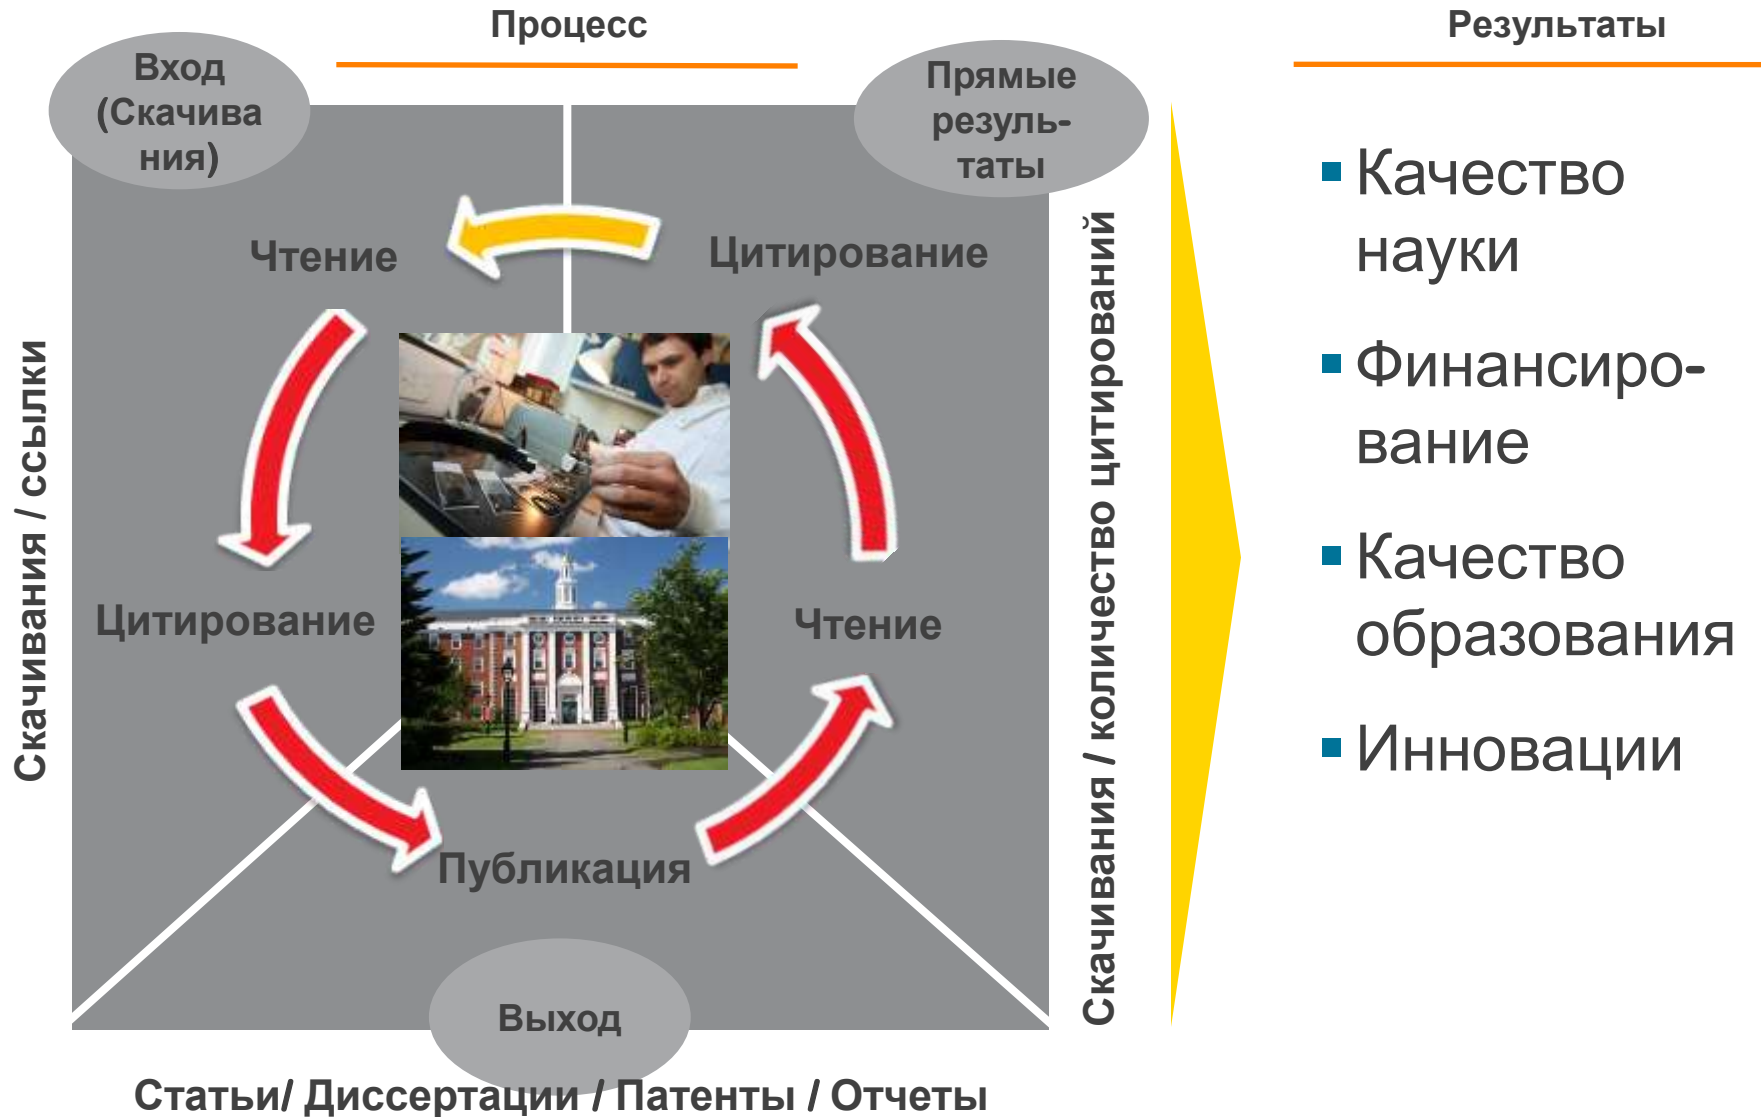 Процесс
Результаты
Вход
(Скачива
ния)
Прямые
резуль-
таты
Чтение
Цитирование
Цитирование
Чтение
Публикация
Выход
Скачивания / ссылки
Скачивания / количество цитирований
Статьи/ Диссертации / Патенты / Отчеты
Качество
науки
Финансиро-
вание
Качество
образования
Инновации